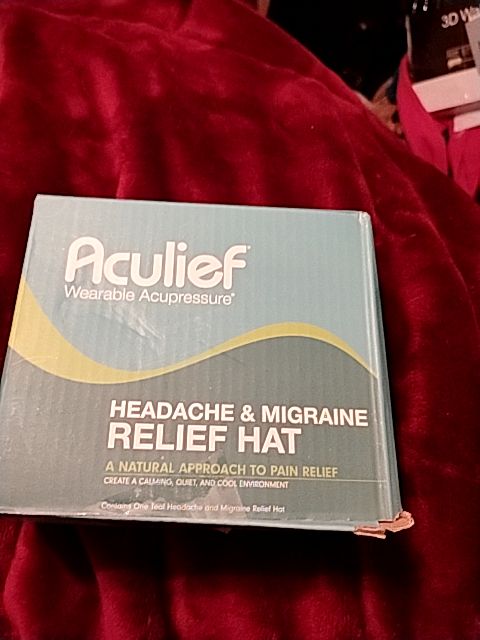 3D
Aculief®
Wearable Acupressure®
HEADACHE & MIGRAINE
RELIEF HAT
A NATURAL APPROACH TO PAIN RELIEF
CREATE A CALMING, QUIET, AND COOL ENVIRONMENT
Contains One Teal Headache and Migraine Relief Hat